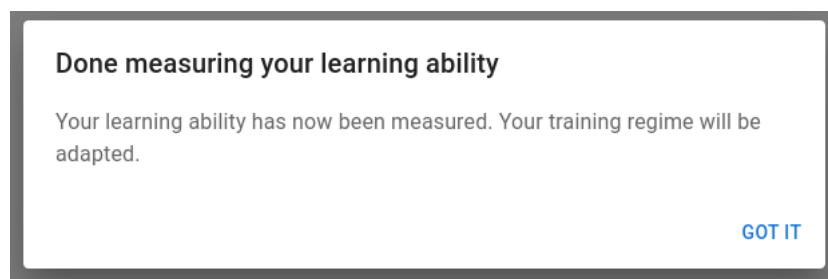 Done measuring your learning ability
Your learning ability has now been measured. Your training regime will be
adapted.
GOT IT